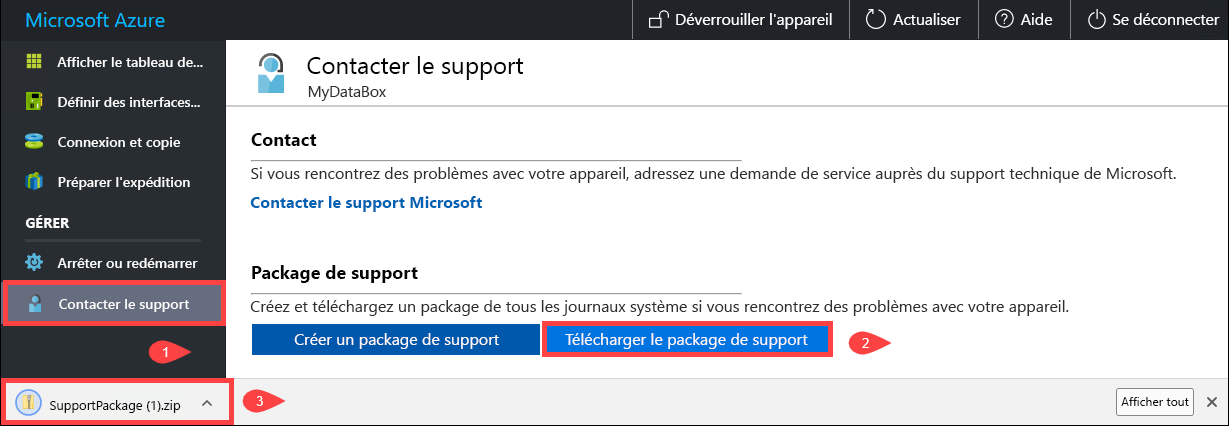 Microsoft Azure
Déverrouiller l'appareil
Actualiser
Aide
Se déconnecter
Afficher le tableau de...
Définir des interfaces...
Connexion et copie
Préparer l'expédition
GÉRER
Arrêter ou redémarrer
Contacter le support
1
Contacter le support
MyDataBox
Contact
Si vous rencontrez des problèmes avec votre appareil, adressez une demande de service auprès du support technique de Microsoft.
Contacter le support Microsoft
Package de support
Créez et téléchargez un package de tous les journaux système si vous rencontrez des problèmes avec votre appareil.
Créer un package de support
Télécharger le package de support
2
SupportPackage (1).zip
3
Afficher tout